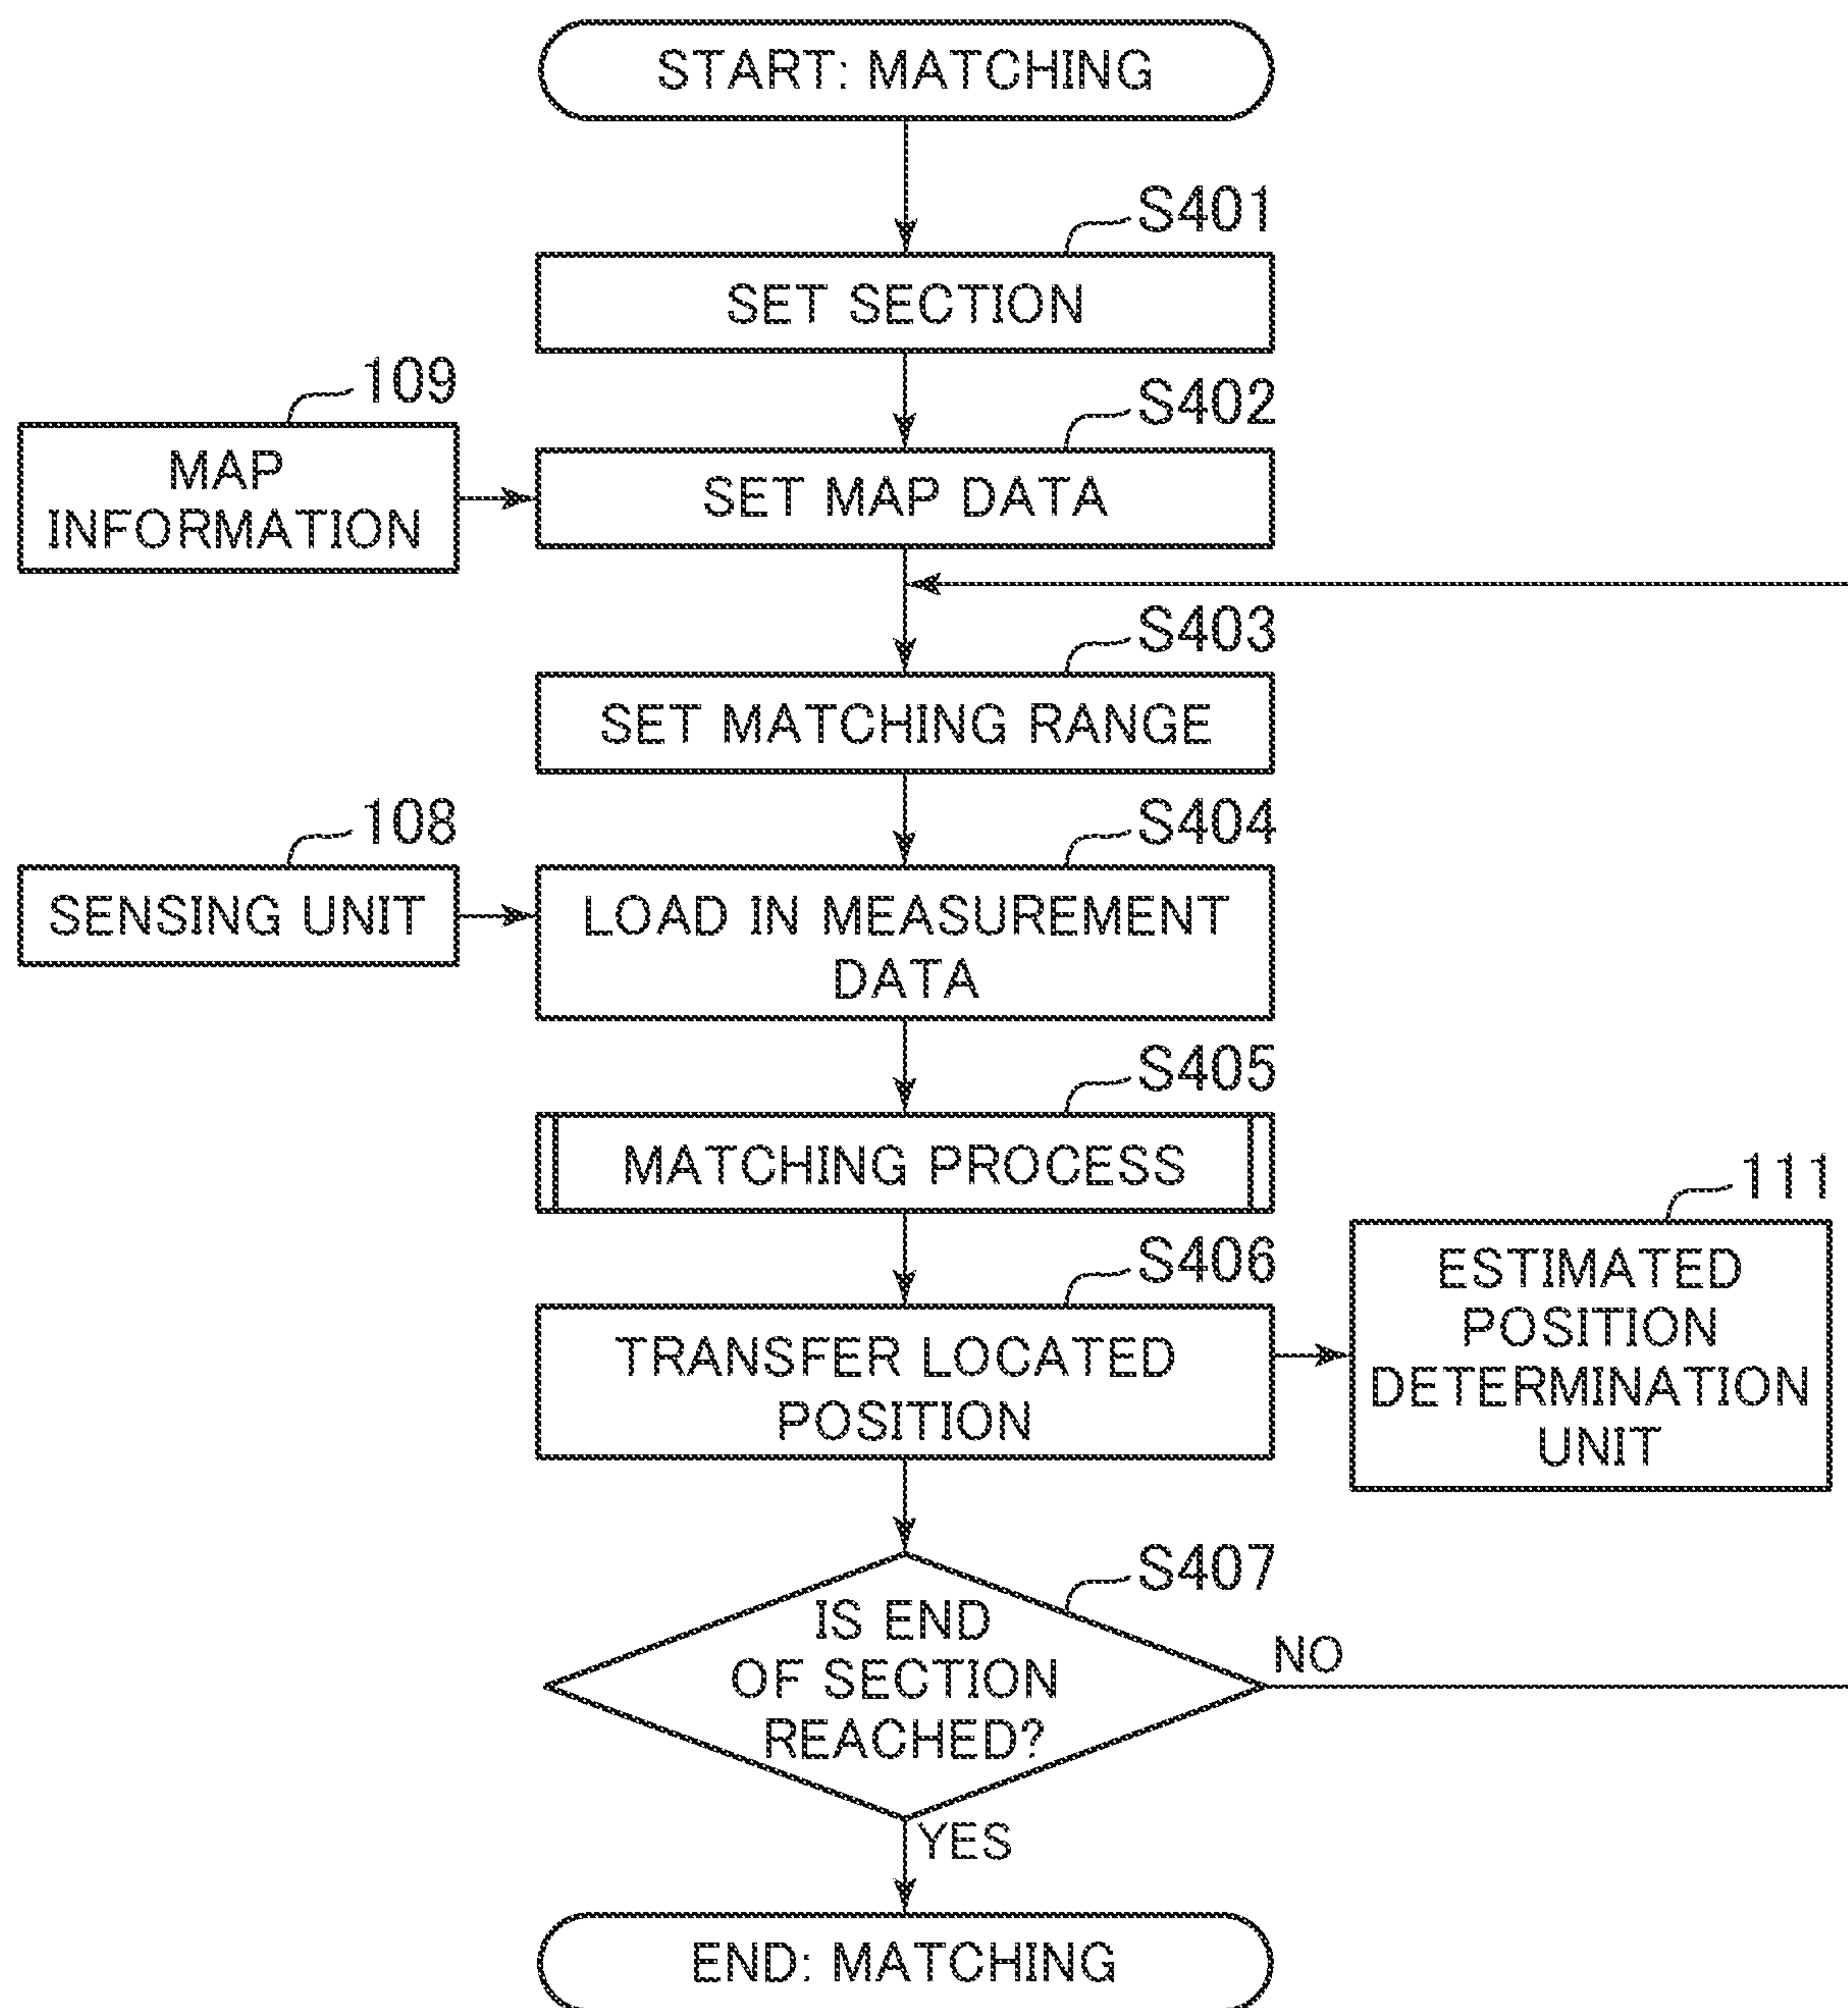 START: MATCHING
S401
SET SECTION
109
S402
MAP
INFORMATION
SET MAP DATA
S403
SET MATCHING RANGE
108
S404
SENSING UNIT
LOAD IN MEASUREMENT
DATA
S405
MATCHING PROCESS
111
S406
TRANSFER LOCATED
POSITION
ESTIMATED
POSITION
DETERMINATION
UNIT
S407
IS END
OF SECTION
REACHED?
NO
YES
END: MATCHING